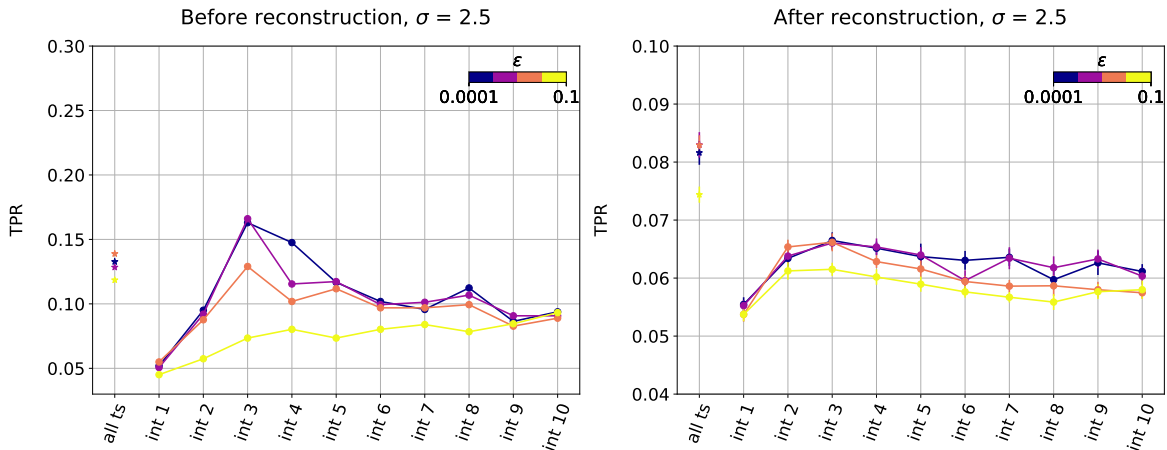 Before reconstruction, σ = 2.5
TPR
0.30
0.25
0.20
0.15
0.10
0.05
ε
0.0001 0.1
all ts int 1 int 2 int 3 int 4 int 5 int 6 int 7 int 8 int 9 int 10
After reconstruction, σ = 2.5
TPR
0.10
0.09
0.08
0.07
0.06
0.05
0.04
ε
0.0001 0.1
all ts int 1 int 2 int 3 int 4 int 5 int 6 int 7 int 8 int 9 int 10